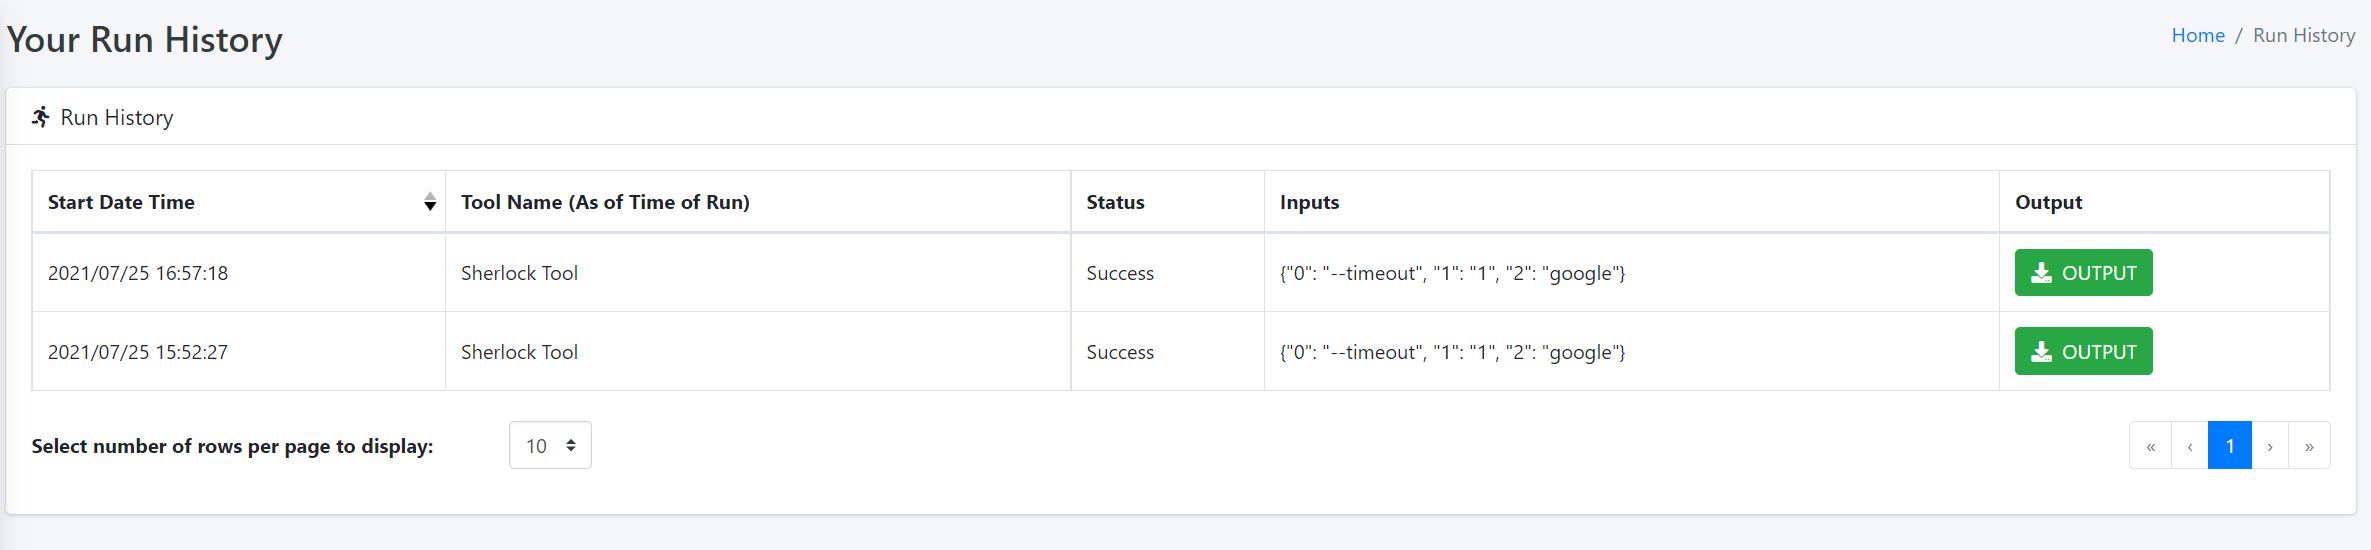 Your Run History
Home / Run History
Run History
Start Date Time Tool Name (As of Time of Run) Status Inputs Output
2021/07/25 16:57:18 Sherlock Tool Success {"0": "--timeout", "1": "1", "2": "google"} OUTPUT
2021/07/25 15:52:27 Sherlock Tool Success {"0": "--timeout", "1": "1", "2": "google"} OUTPUT
Select number of rows per page to display: 10 « ‹ 1 › »